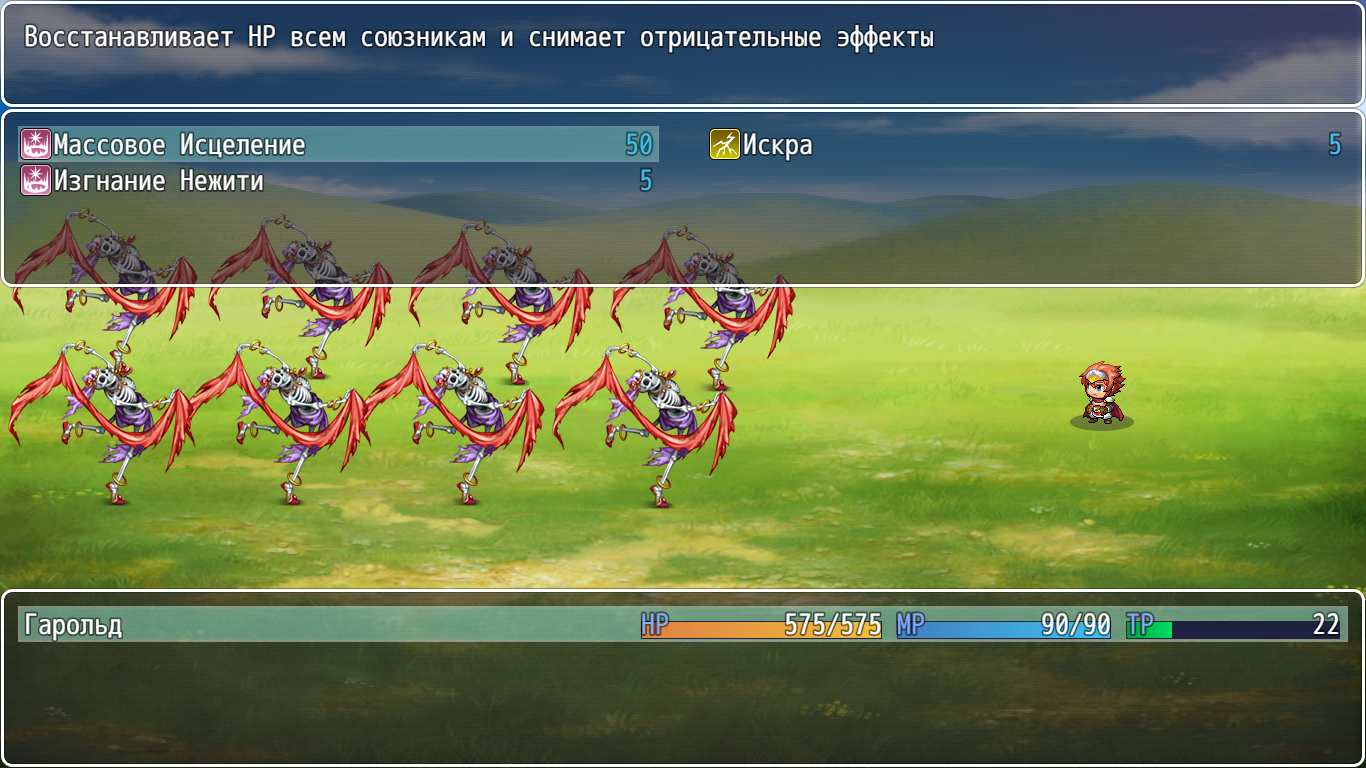 Восстанавливает HP всем союзникам и снимает отрицательные эффекты
Массовое Исцеление 50 Искра 5
Изгнание Нежити 5
Гарольд HP 575/575 MP 90/90 TP 22